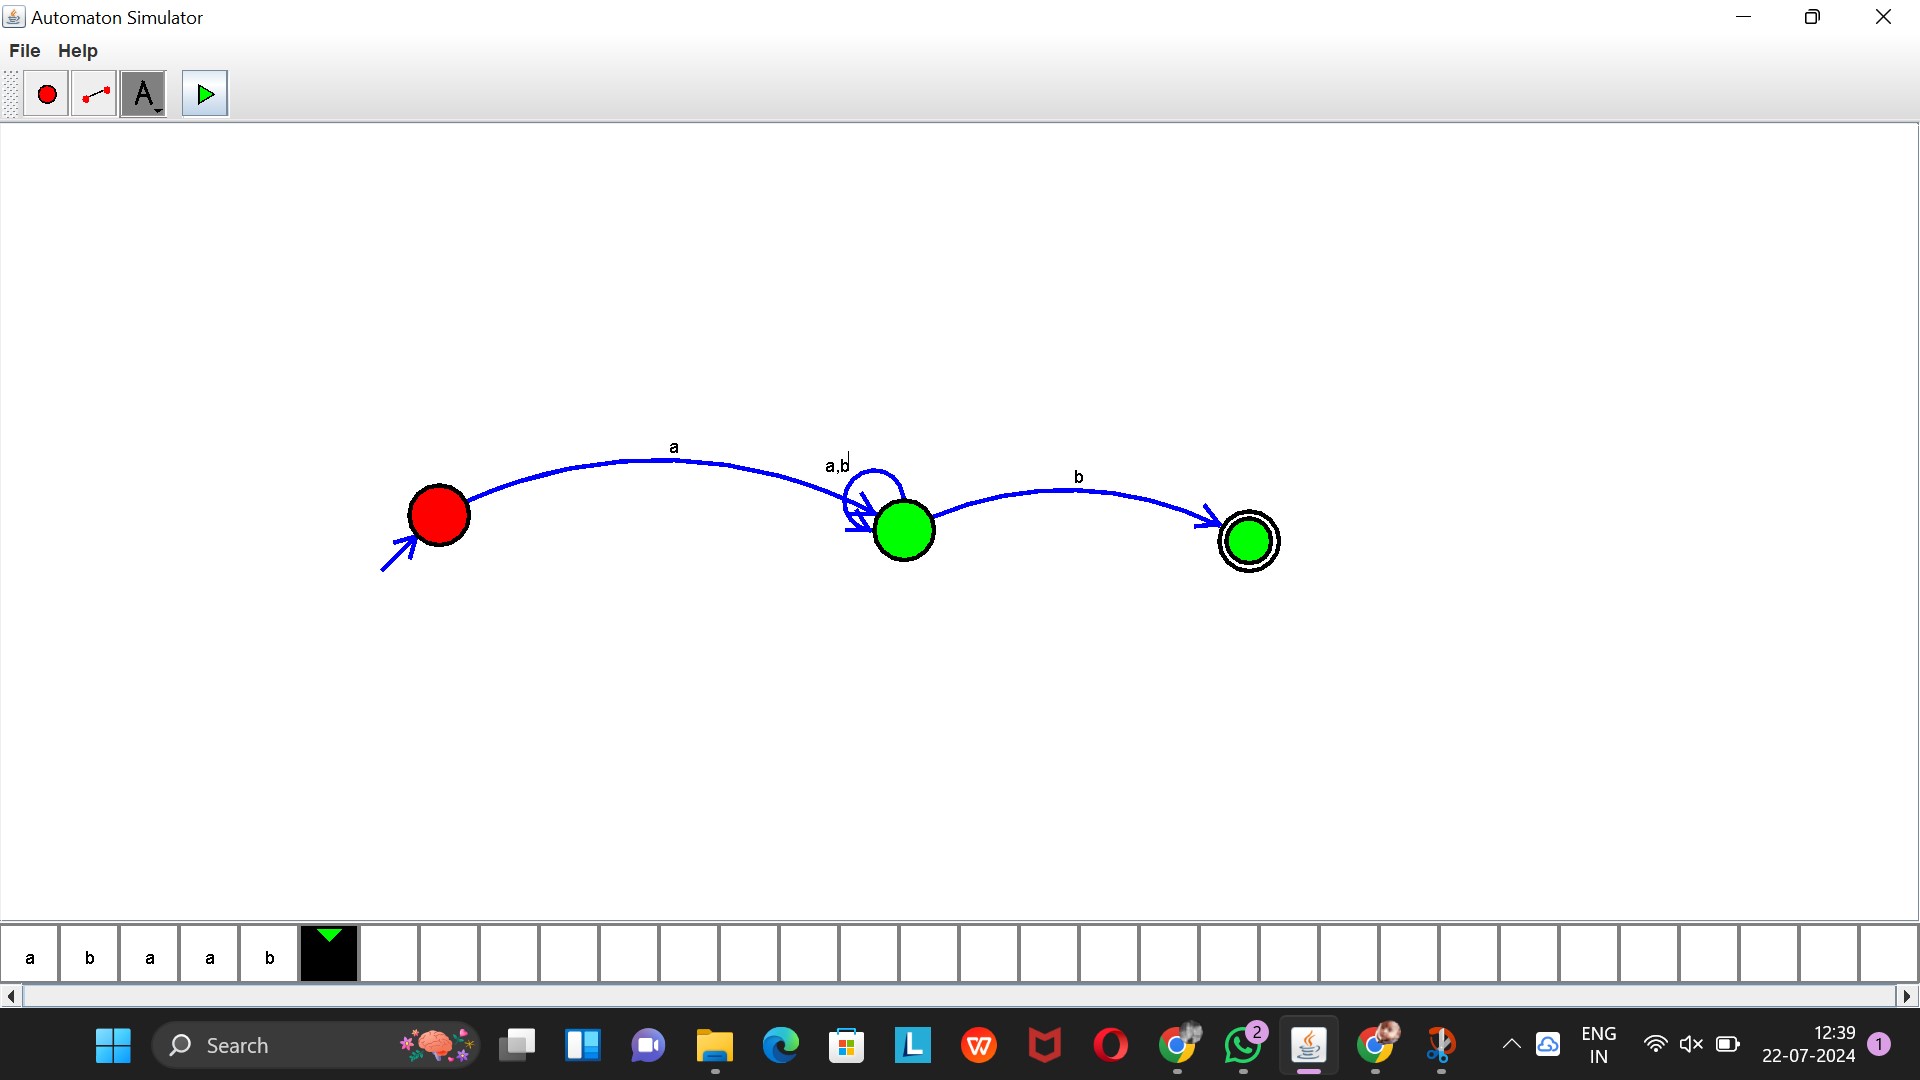 Automaton Simulator
File Help
A
a
a,b
b
a b a a b
Search
L
W
2
ENG
IN
12:39
22-07-2024
1